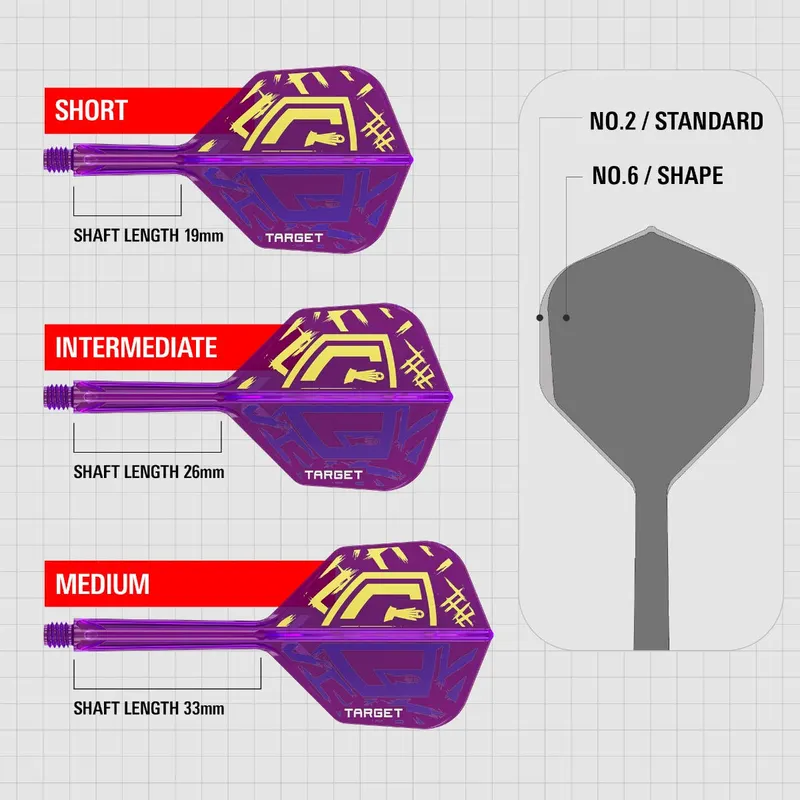 SHORT
SHAFT LENGTH 19mm
TARGET
INTERMEDIATE
SHAFT LENGTH 26mm
TARGET
MEDIUM
SHAFT LENGTH 33mm
TARGET
NO.2 / STANDARD
NO.6 / SHAPE